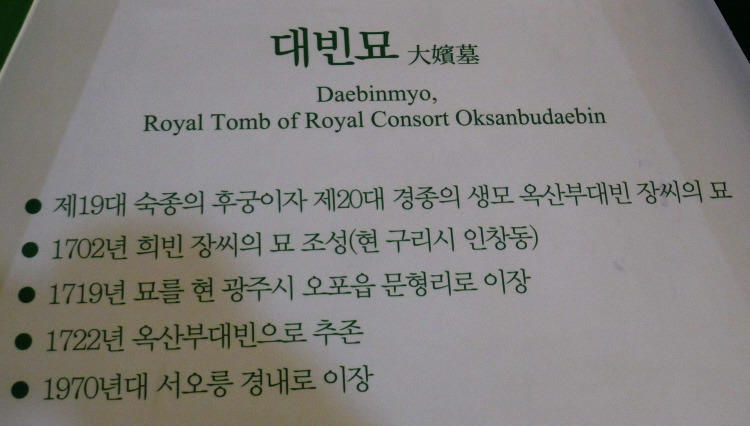 대빈묘 大嬪墓
Daebinmyo,
Royal Tomb of Royal Consort Oksanbudaebin
● 제19대 숙종의 후궁이자 제20대 경종의 생모 옥산부대빈 장씨의 묘
● 1702년 희빈 장씨의 묘 조성(현 구리시 인창동)
● 1719년 묘를 현 광주시 오포읍 문형리로 이장
● 1722년 옥산부대빈으로 추존
● 1970년대 서오릉 경내로 이장